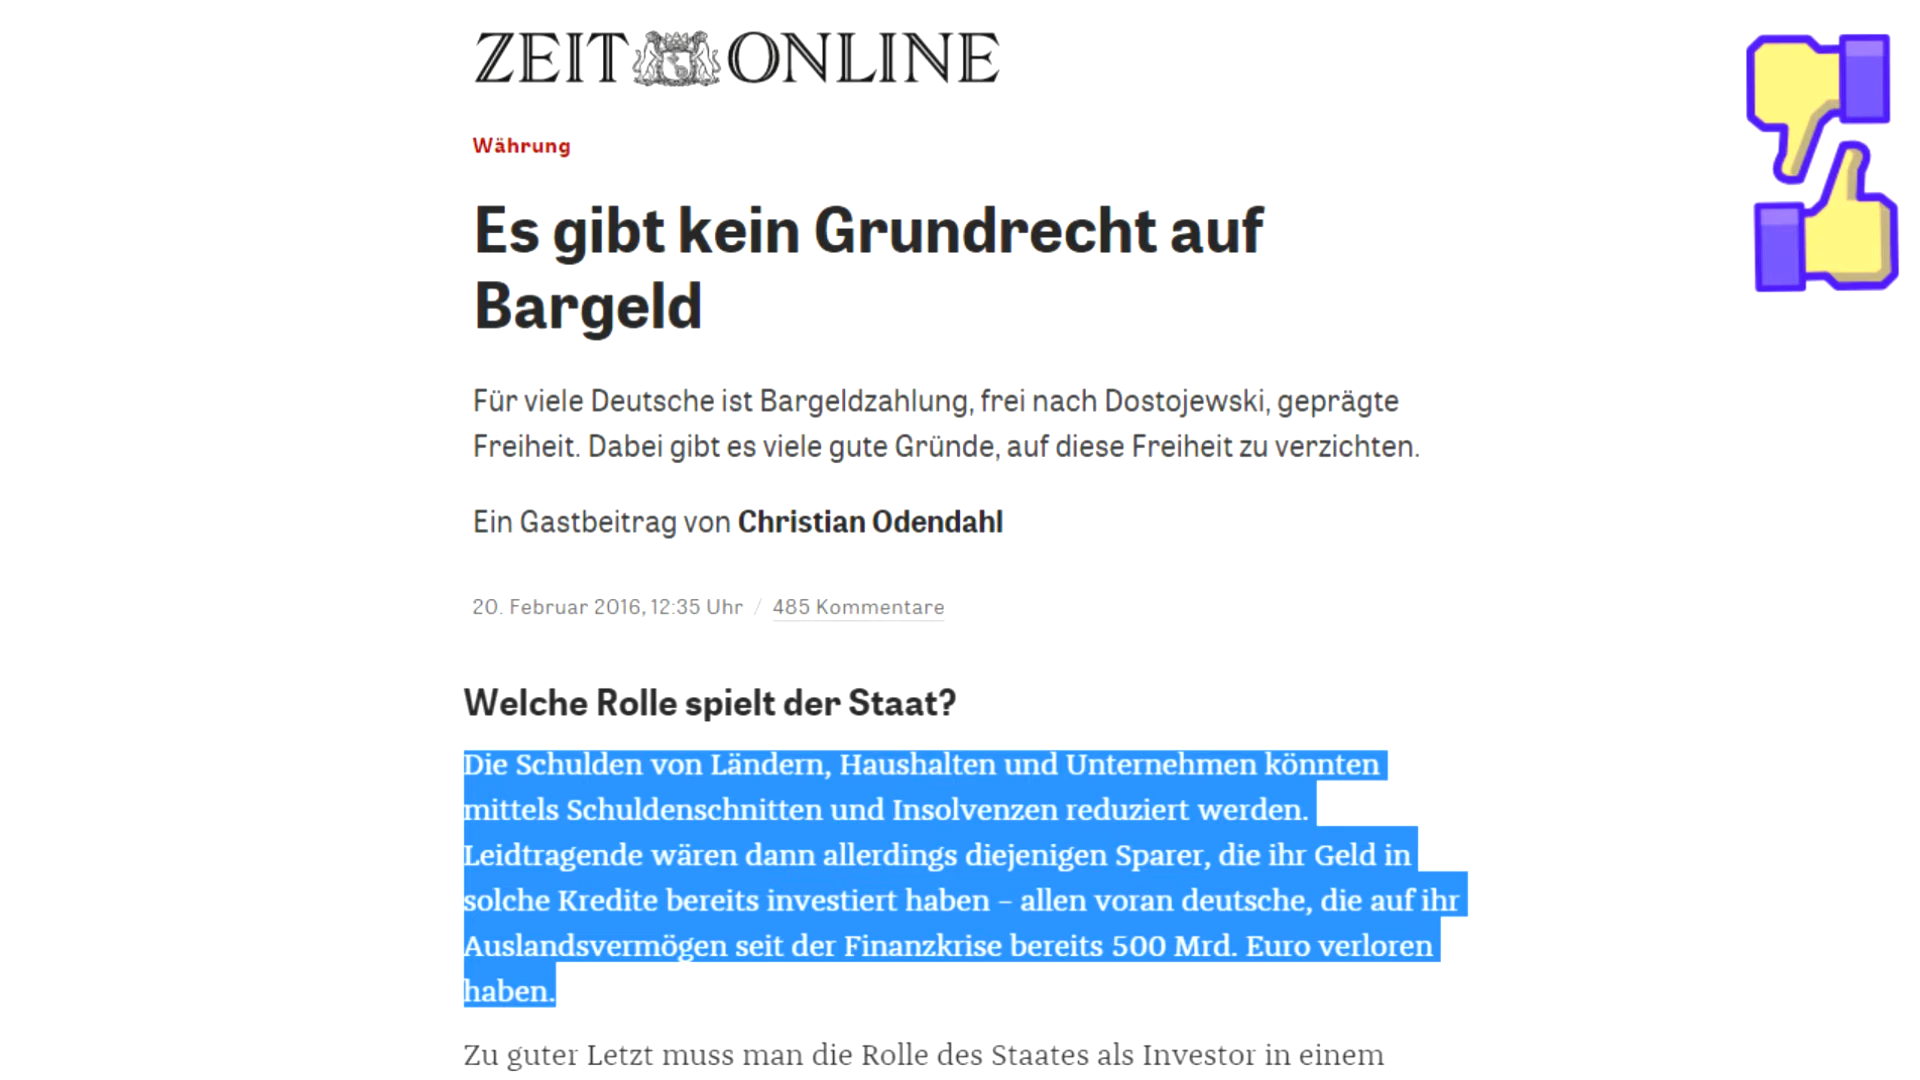 ZEIT ONLINE
Währung
Es gibt kein Grundrecht auf
Bargeld
Für viele Deutsche ist Bargeldzahlung, frei nach Dostojewski, geprägte
Freiheit. Dabei gibt es viele gute Gründe, auf diese Freiheit zu verzichten.
Ein Gastbeitrag von Christian Odendahl
20. Februar 2016, 12:35 Uhr / 485 Kommentare
Welche Rolle spielt der Staat?
Die Schulden von Ländern, Haushalten und Unternehmen könnten
mittels Schuldenschnitten und Insolvenzen reduziert werden.
Leidtragende wären dann allerdings diejenigen Sparer, die ihr Geld in
solche Kredite bereits investiert haben – allen voran deutsche, die auf ihr
Auslandsvermögen seit der Finanzkrise bereits 500 Mrd. Euro verloren
haben.
Zu guter Letzt muss man die Rolle des Staates als Investor in einem